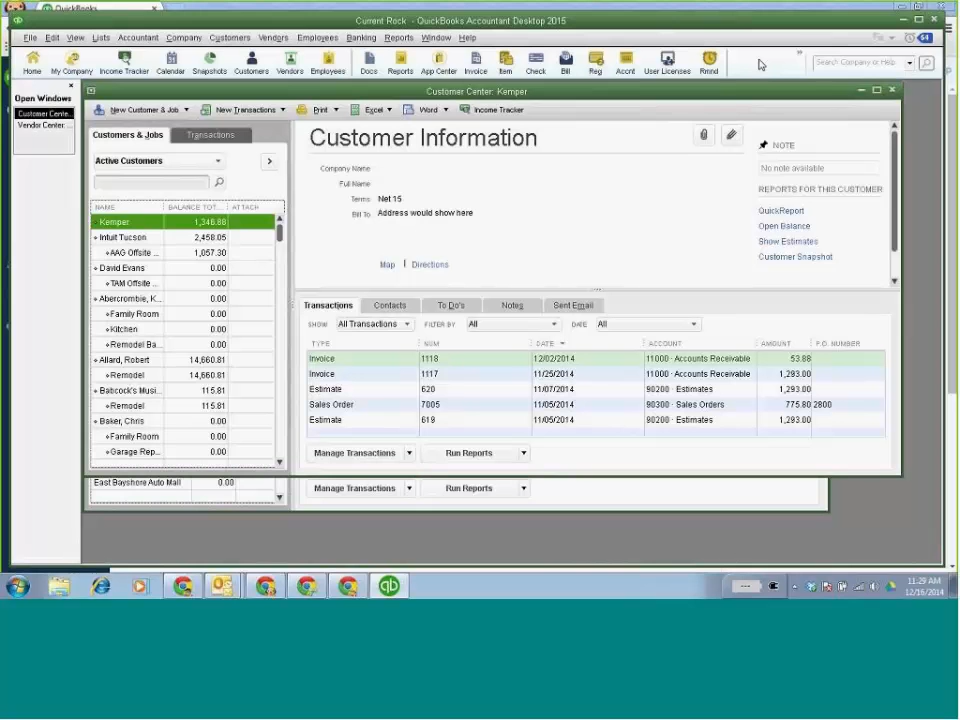 QuickBooks
Current Rock - QuickBooks Accountant Desktop 2015
File Edit View Lists Accountant Company Customers Vendors Employees Banking Reports Window Help
64
Home My Company Income Tracker Calendar Snapshots Customers Vendors Employees Docs Reports App Center Invoice Item Check Bill Reg Accnt User Licenses Rmnd » Search Company or Help
Open Windows
Customer Cente...
Vendor Center: ...
Customer Center: Kemper
New Customer & Job New Transactions Print Excel Word Income Tracker
Customers & Jobs Transactions
Active Customers
NAME BALANCE TOT... ATTACH
Kemper 1,346.88
Intuit Tucson 2,458.05
AAG Offsite ... 1,057.30
David Evans 0.00
TAM Offsite ... 0.00
Abercrombie, K... 0.00
Family Room 0.00
Kitchen 0.00
Remodel Ba... 0.00
Allard, Robert 14,660.81
Remodel 14,660.81
Babcock's Musi... 115.81
Remodel 115.81
Baker, Chris 0.00
Family Room 0.00
Garage Rep... 0.00
East Bayshore Auto Mall 0.00
Customer Information
Company Name
Full Name
Terms Net 15
Bill To Address would show here
Map | Directions
NOTE
No note available
REPORTS FOR THIS CUSTOMER
QuickReport
Open Balance
Show Estimates
Customer Snapshot
Transactions Contacts To Do's Notes Sent Email
SHOW All Transactions FILTER BY All DATE All
TYPE NUM DATE ACCOUNT AMOUNT P.O. NUMBER
Invoice 1118 12/02/2014 11000 · Accounts Receivable 53.88
Invoice 1117 11/25/2014 11000 · Accounts Receivable 1,293.00
Estimate 620 11/07/2014 90200 · Estimates
Sales Order 7005 11/05/2014 90300 · Sales Orders 775.80 2800
Estimate 619 11/05/2014 90200 · Estimates 1,293.00
Manage Transactions Run Reports
Manage Transactions Run Reports
11:29 AM
12/16/2014